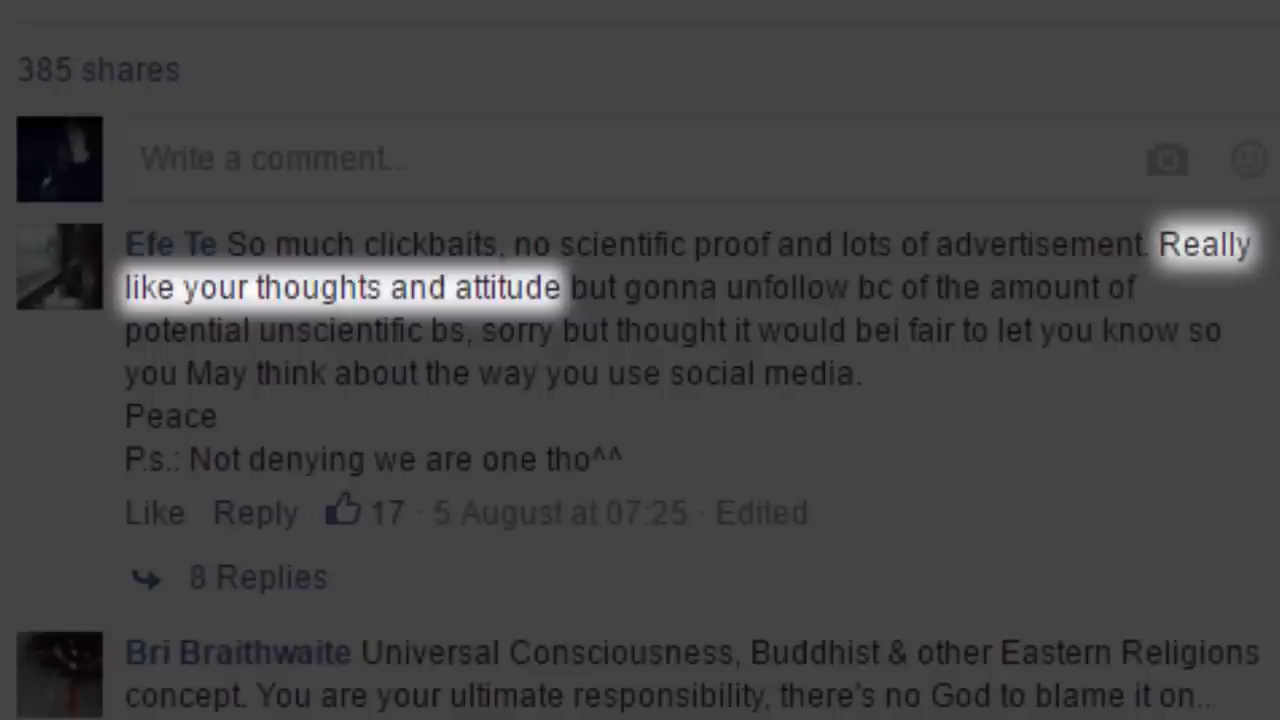 385 shares
Write a comment...
Efe Te So much clickbaits, no scientific proof and lots of advertisement. Really
like your thoughts and attitude but gonna unfollow bc of the amount of
potential unscientific bs, sorry but thought it would bei fair to let you know so
you May think about the way you use social media.
Peace
P.s.: Not denying we are one tho^^
Like · Reply · 17 · 5 August at 07:25 · Edited
8 Replies
Bri Braithwaite Universal Consciousness, Buddhist & other Eastern Religions
concept. You are your ultimate responsibility, there's no God to blame it on...